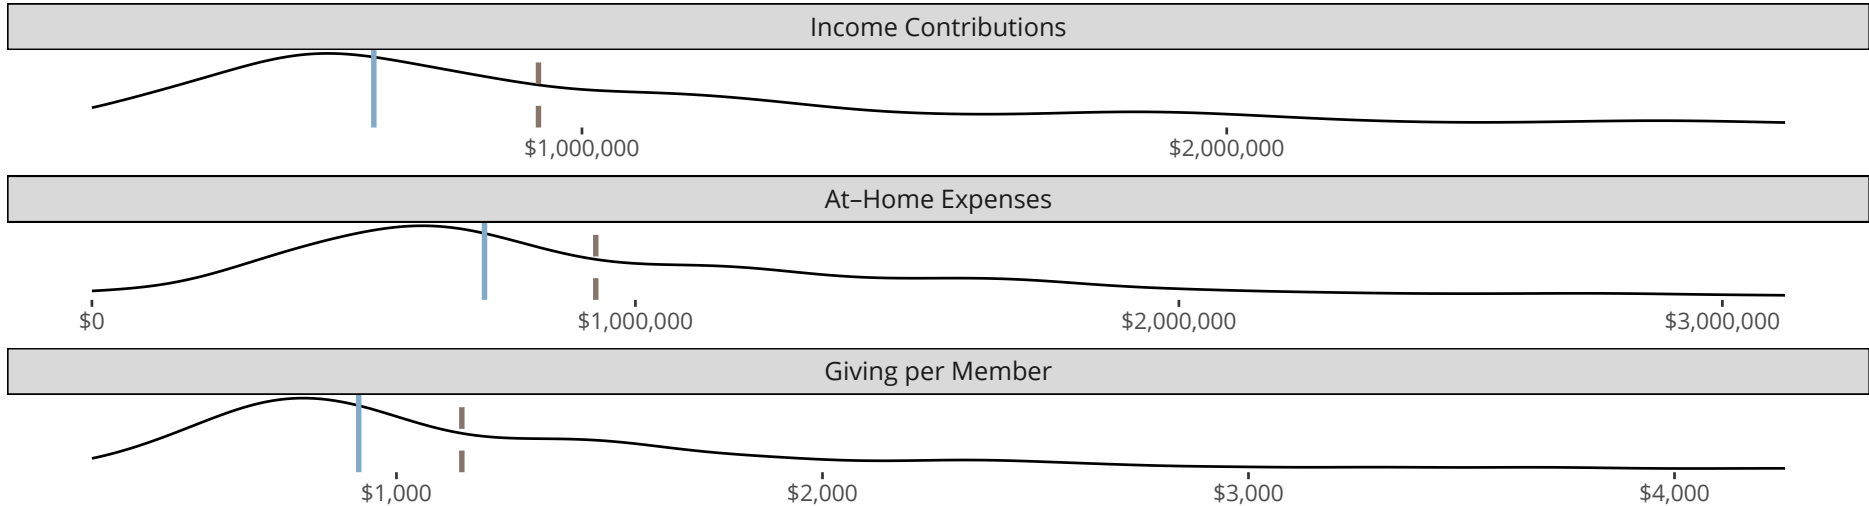 Income Contributions
$1,000,000 $2,000,000
At–Home Expenses
$0 $1,000,000 $2,000,000 $3,000,000
Giving per Member
$1,000 $2,000 $3,000 $4,000